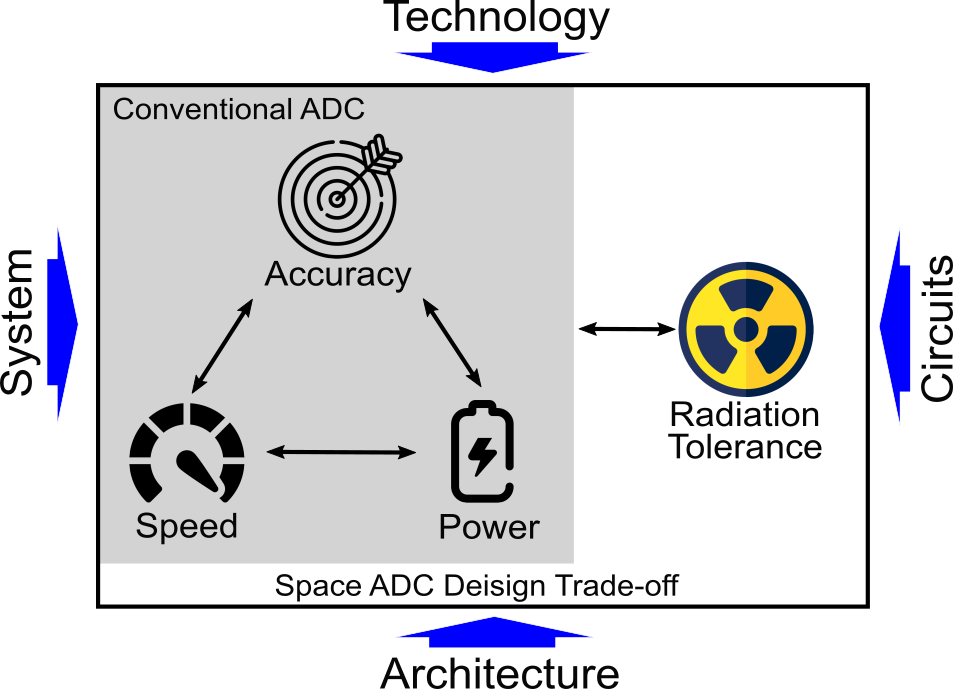 Technology
Conventional ADC
Accuracy
System
Circuits
Radiation
Tolerance
Speed
Power
Space ADC Deisign Trade-off
Architecture